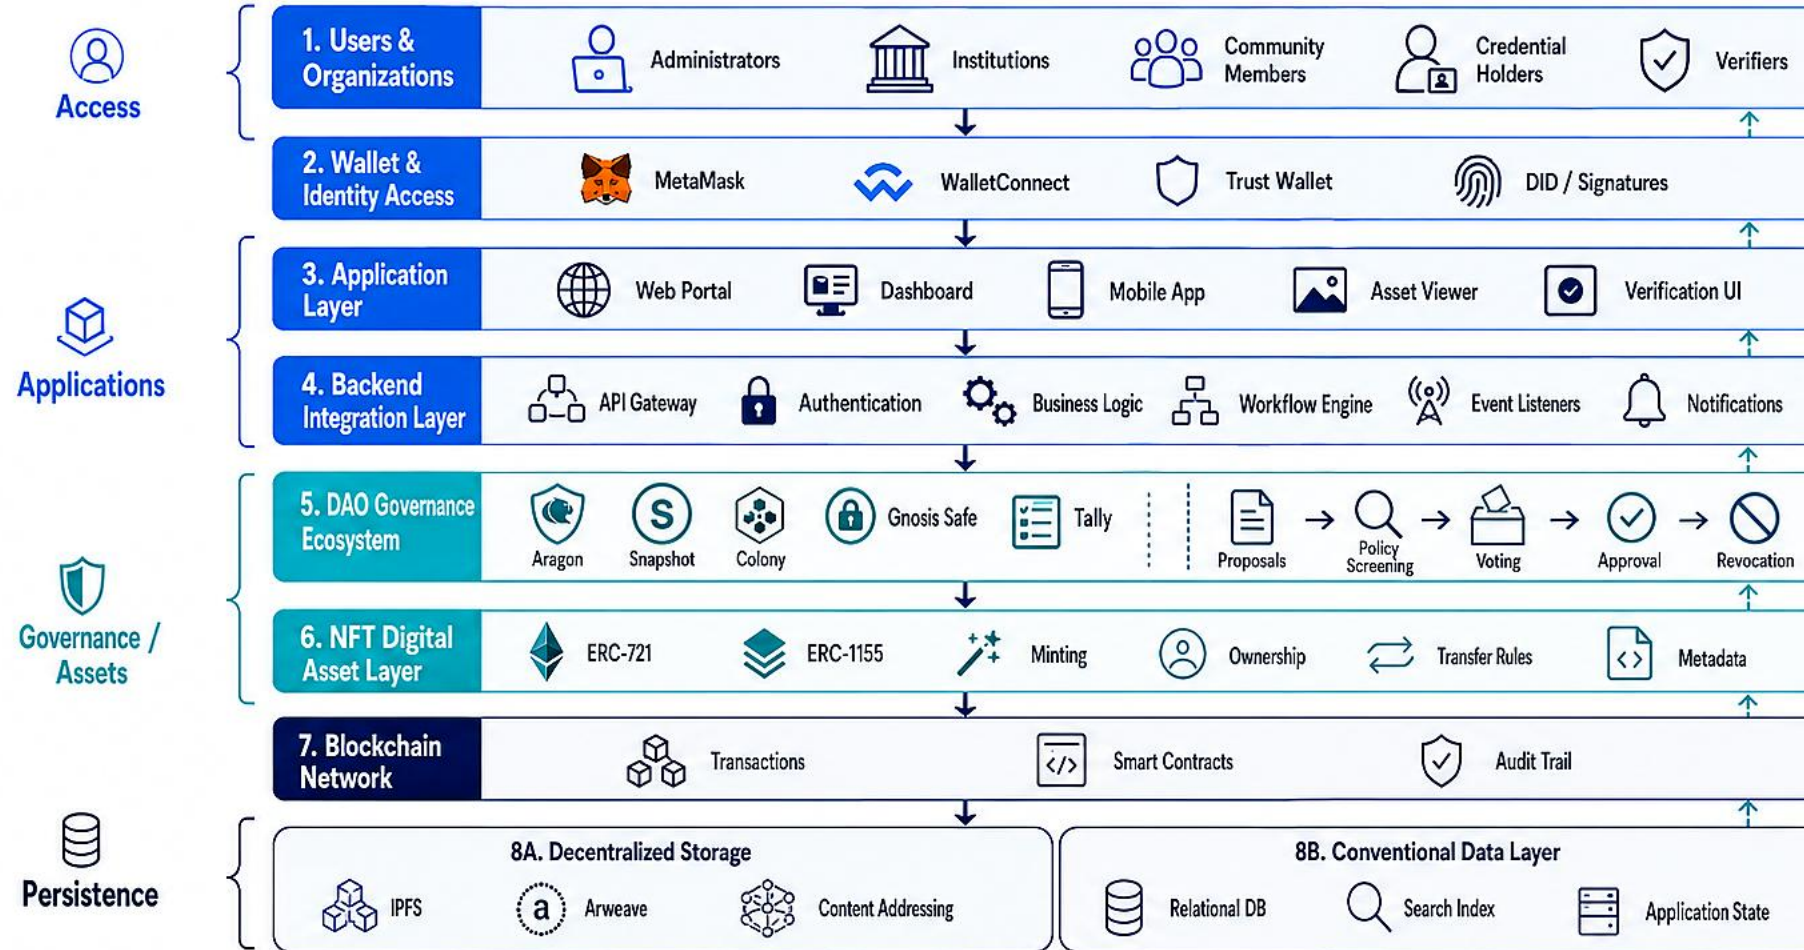 Access
1. Users &
Organizations
Administrators
Institutions
Community
Members
Credential
Holders
Verifiers
2. Wallet &
Identity Access
MetaMask
WalletConnect
Trust Wallet
DID / Signatures
Applications
3. Application
Layer
Web Portal
Dashboard
Mobile App
Asset Viewer
Verification UI
4. Backend
Integration Layer
API Gateway
Authentication
Business Logic
Workflow Engine
Event Listeners
Notifications
Governance /
Assets
5. DAO Governance
Ecosystem
Aragon
S
Snapshot
Colony
Gnosis Safe
Tally
Proposals
Policy
Screening
Voting
Approval
Revocation
6. NFT Digital
Asset Layer
ERC-721
ERC-1155
Minting
Ownership
Transfer Rules
Metadata
7. Blockchain
Network
Transactions
Smart Contracts
Audit Trail
Persistence
8A. Decentralized Storage
IPFS
a
Arweave
Content Addressing
8B. Conventional Data Layer
Relational DB
Search Index
Application State